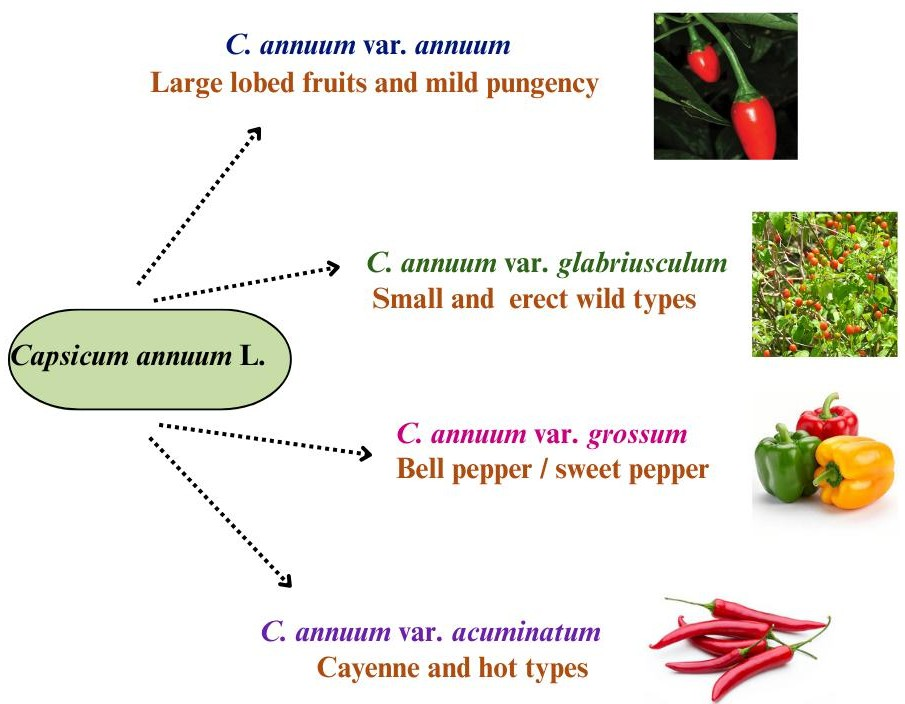 C. annuum var. annuum
Large lobed fruits and mild pungency
C. annuum var. glabriusculum
Small and erect wild types
Capsicum annuum L.
C. annuum var. grossum
Bell pepper / sweet pepper
C. annuum var. acuminatum
Cayenne and hot types